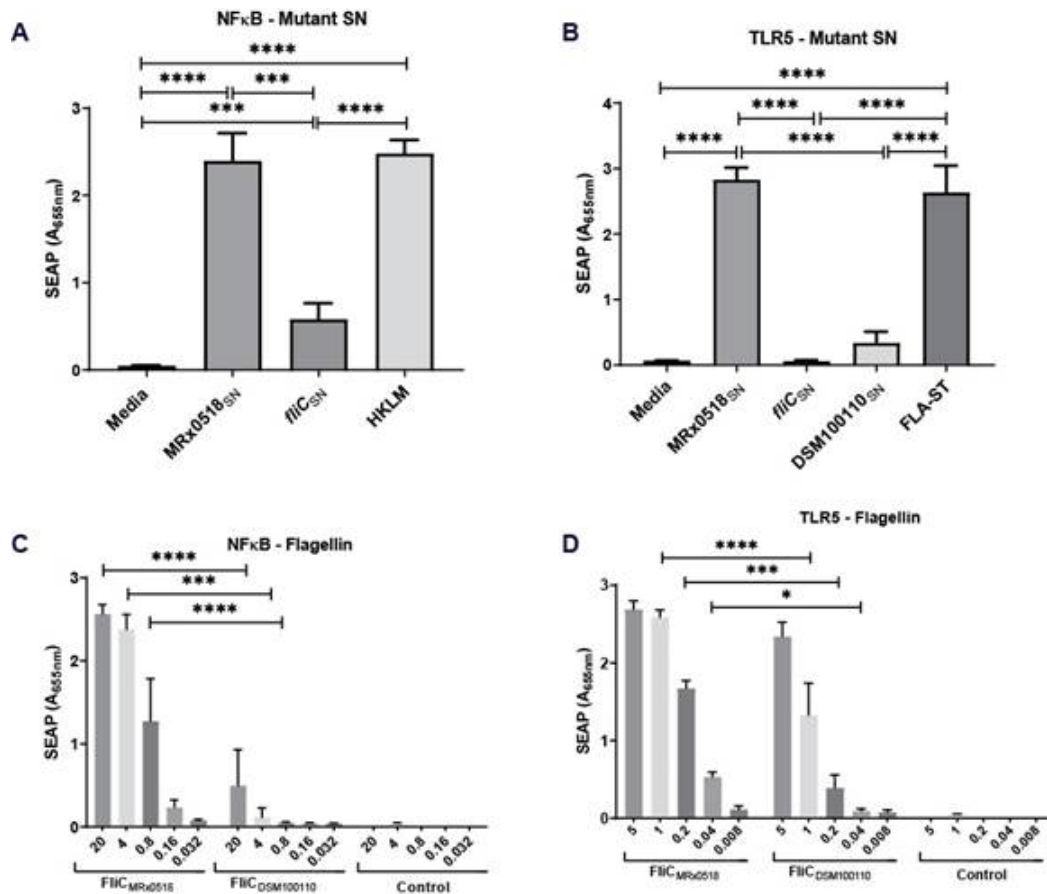 A
NFκB - Mutant SN
****
**** ***
*** ****
SEAP (A655nm)
3
2
1
0
Media
MRx0518SN
fliCSN
HKLM
B
TLR5 - Mutant SN
****
**** ****
**** **** ****
SEAP (A655nm)
4
3
2
1
0
Media
MRx0518SN
fliCSN
DSM100110SN
FLA-ST
C
NFκB - Flagellin
****
***
****
SEAP (A655nm)
3
2
1
0
20 4 0.8 0.16 0.032 20 4 0.8 0.16 0.032 20 4 0.8 0.16 0.032
FliCMRx0518 FliCDSM100110 Control
D
TLR5 - Flagellin
****
***
*
SEAP (A655nm)
3
2
1
0
5 1 0.2 0.04 0.008 5 1 0.2 0.04 0.008 5 1 0.2 0.04 0.008
FliCMRx0518 FliCDSM100110 Control